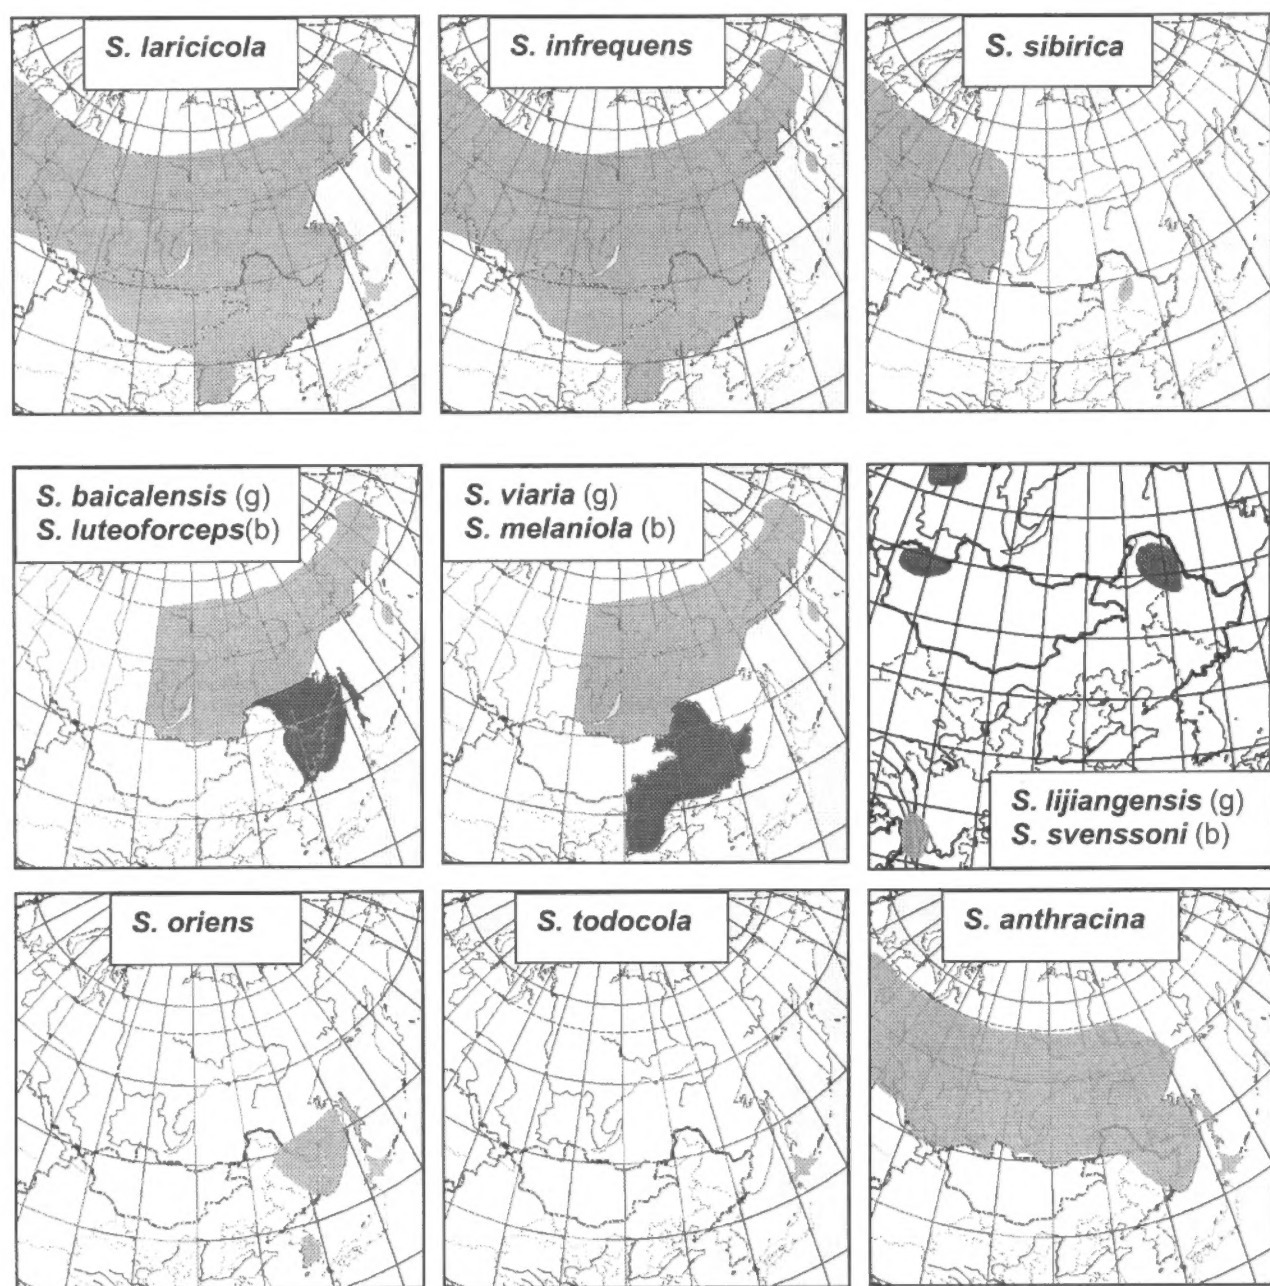 S. laricicola
S. infrequens
S. sibirica
S. baicalensis (g)
S. luteoforceps(b)
S. viaria (g)
S. melaniola (b)
S. lijiangensis (g)
S. svenssoni (b)
S. oriens
S. todocola
S. anthracina